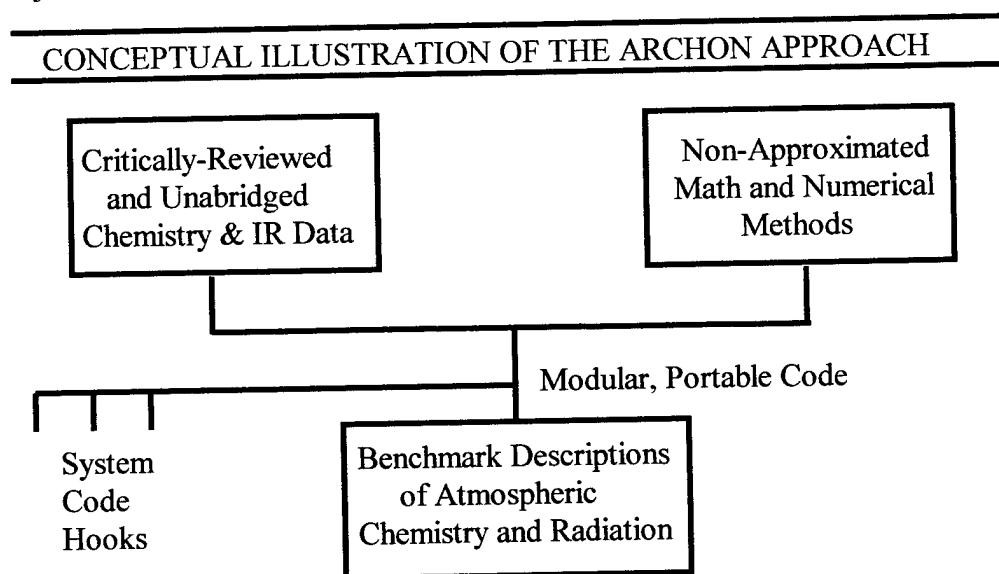 CONCEPTUAL ILLUSTRATION OF THE ARCHON APPROACH
Critically-Reviewed
and Unabridged
Chemistry & IR Data
Non-Approximated
Math and Numerical
Methods
Modular, Portable Code
System
Code
Hooks
Benchmark Descriptions
of Atmospheric
Chemistry and Radiation